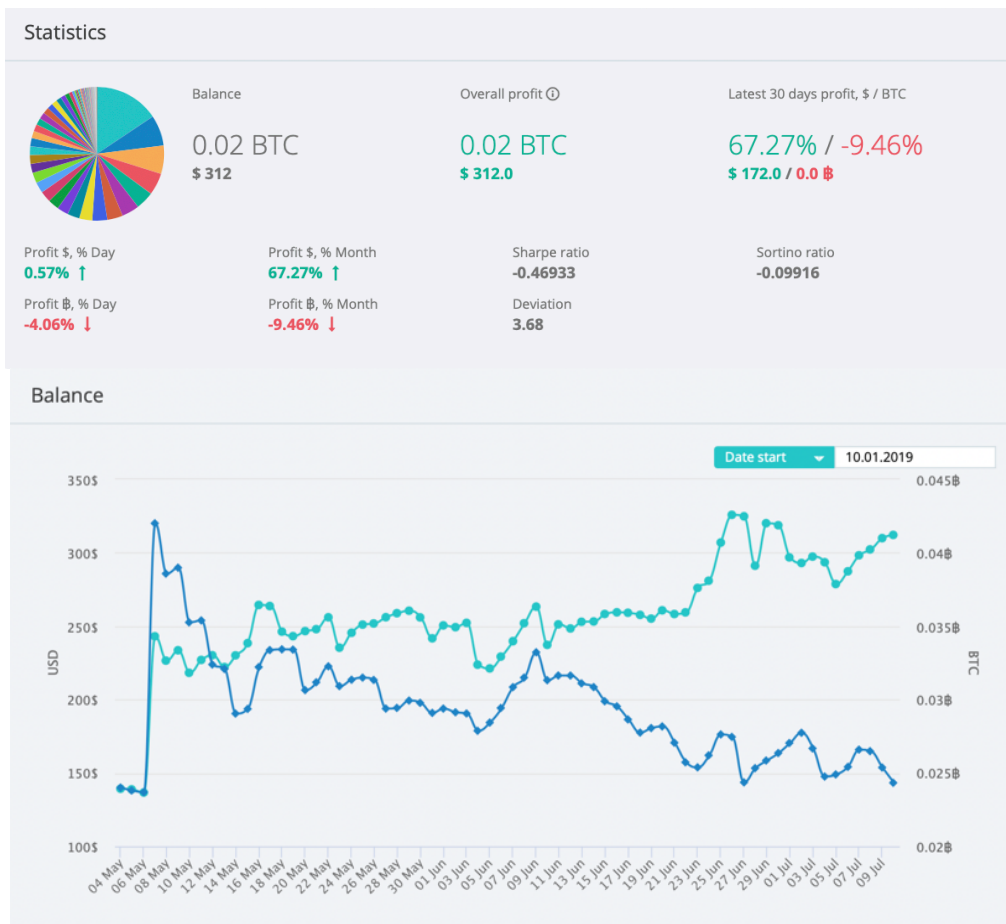 Statistics
Balance
Overall profit ⓘ
Latest 30 days profit, $ / BTC
0.02 BTC
0.02 BTC
67.27% / -9.46%
$ 312
$ 312.0
$ 172.0 / 0.0 ฿
Profit $, % Day
Profit $, % Month
Sharpe ratio
Sortino ratio
0.57% ↑
67.27% ↑
-0.46933
-0.09916
Profit ฿, % Day
Profit ฿, % Month
Deviation
-4.06% ↓
-9.46% ↓
3.68
Balance
Date start
10.01.2019
350$
0.045฿
300$
0.04฿
250$
0.035฿
USD
BTC
200$
0.03฿
150$
0.025฿
100$
0.02฿
04 May
06 May
08 May
10 May
12 May
14 May
16 May
18 May
20 May
22 May
24 May
26 May
28 May
30 May
01 Jun
03 Jun
05 Jun
07 Jun
09 Jun
11 Jun
13 Jun
15 Jun
17 Jun
19 Jun
21 Jun
23 Jun
25 Jun
27 Jun
29 Jun
01 Jul
03 Jul
05 Jul
07 Jul
09 Jul